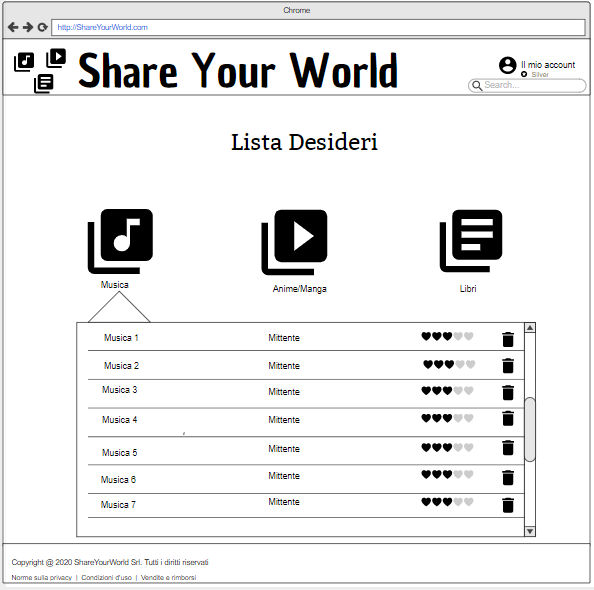 Chrome
http://ShareYourWorld.com
Share Your World
Il mio account
Silver
Search...
Lista Desideri
Musica
Anime/Manga
Libri
Musica 1 Mittente
Musica 2 Mittente
Musica 3 Mittente
Musica 4 Mittente
Musica 5 Mittente
Musica 6 Mittente
Musica 7 Mittente
Copyright @ 2020 ShareYourWorld Srl. Tutti i diritti riservati
Norme sulla privacy | Condizioni d'uso | Vendite e rimborsi